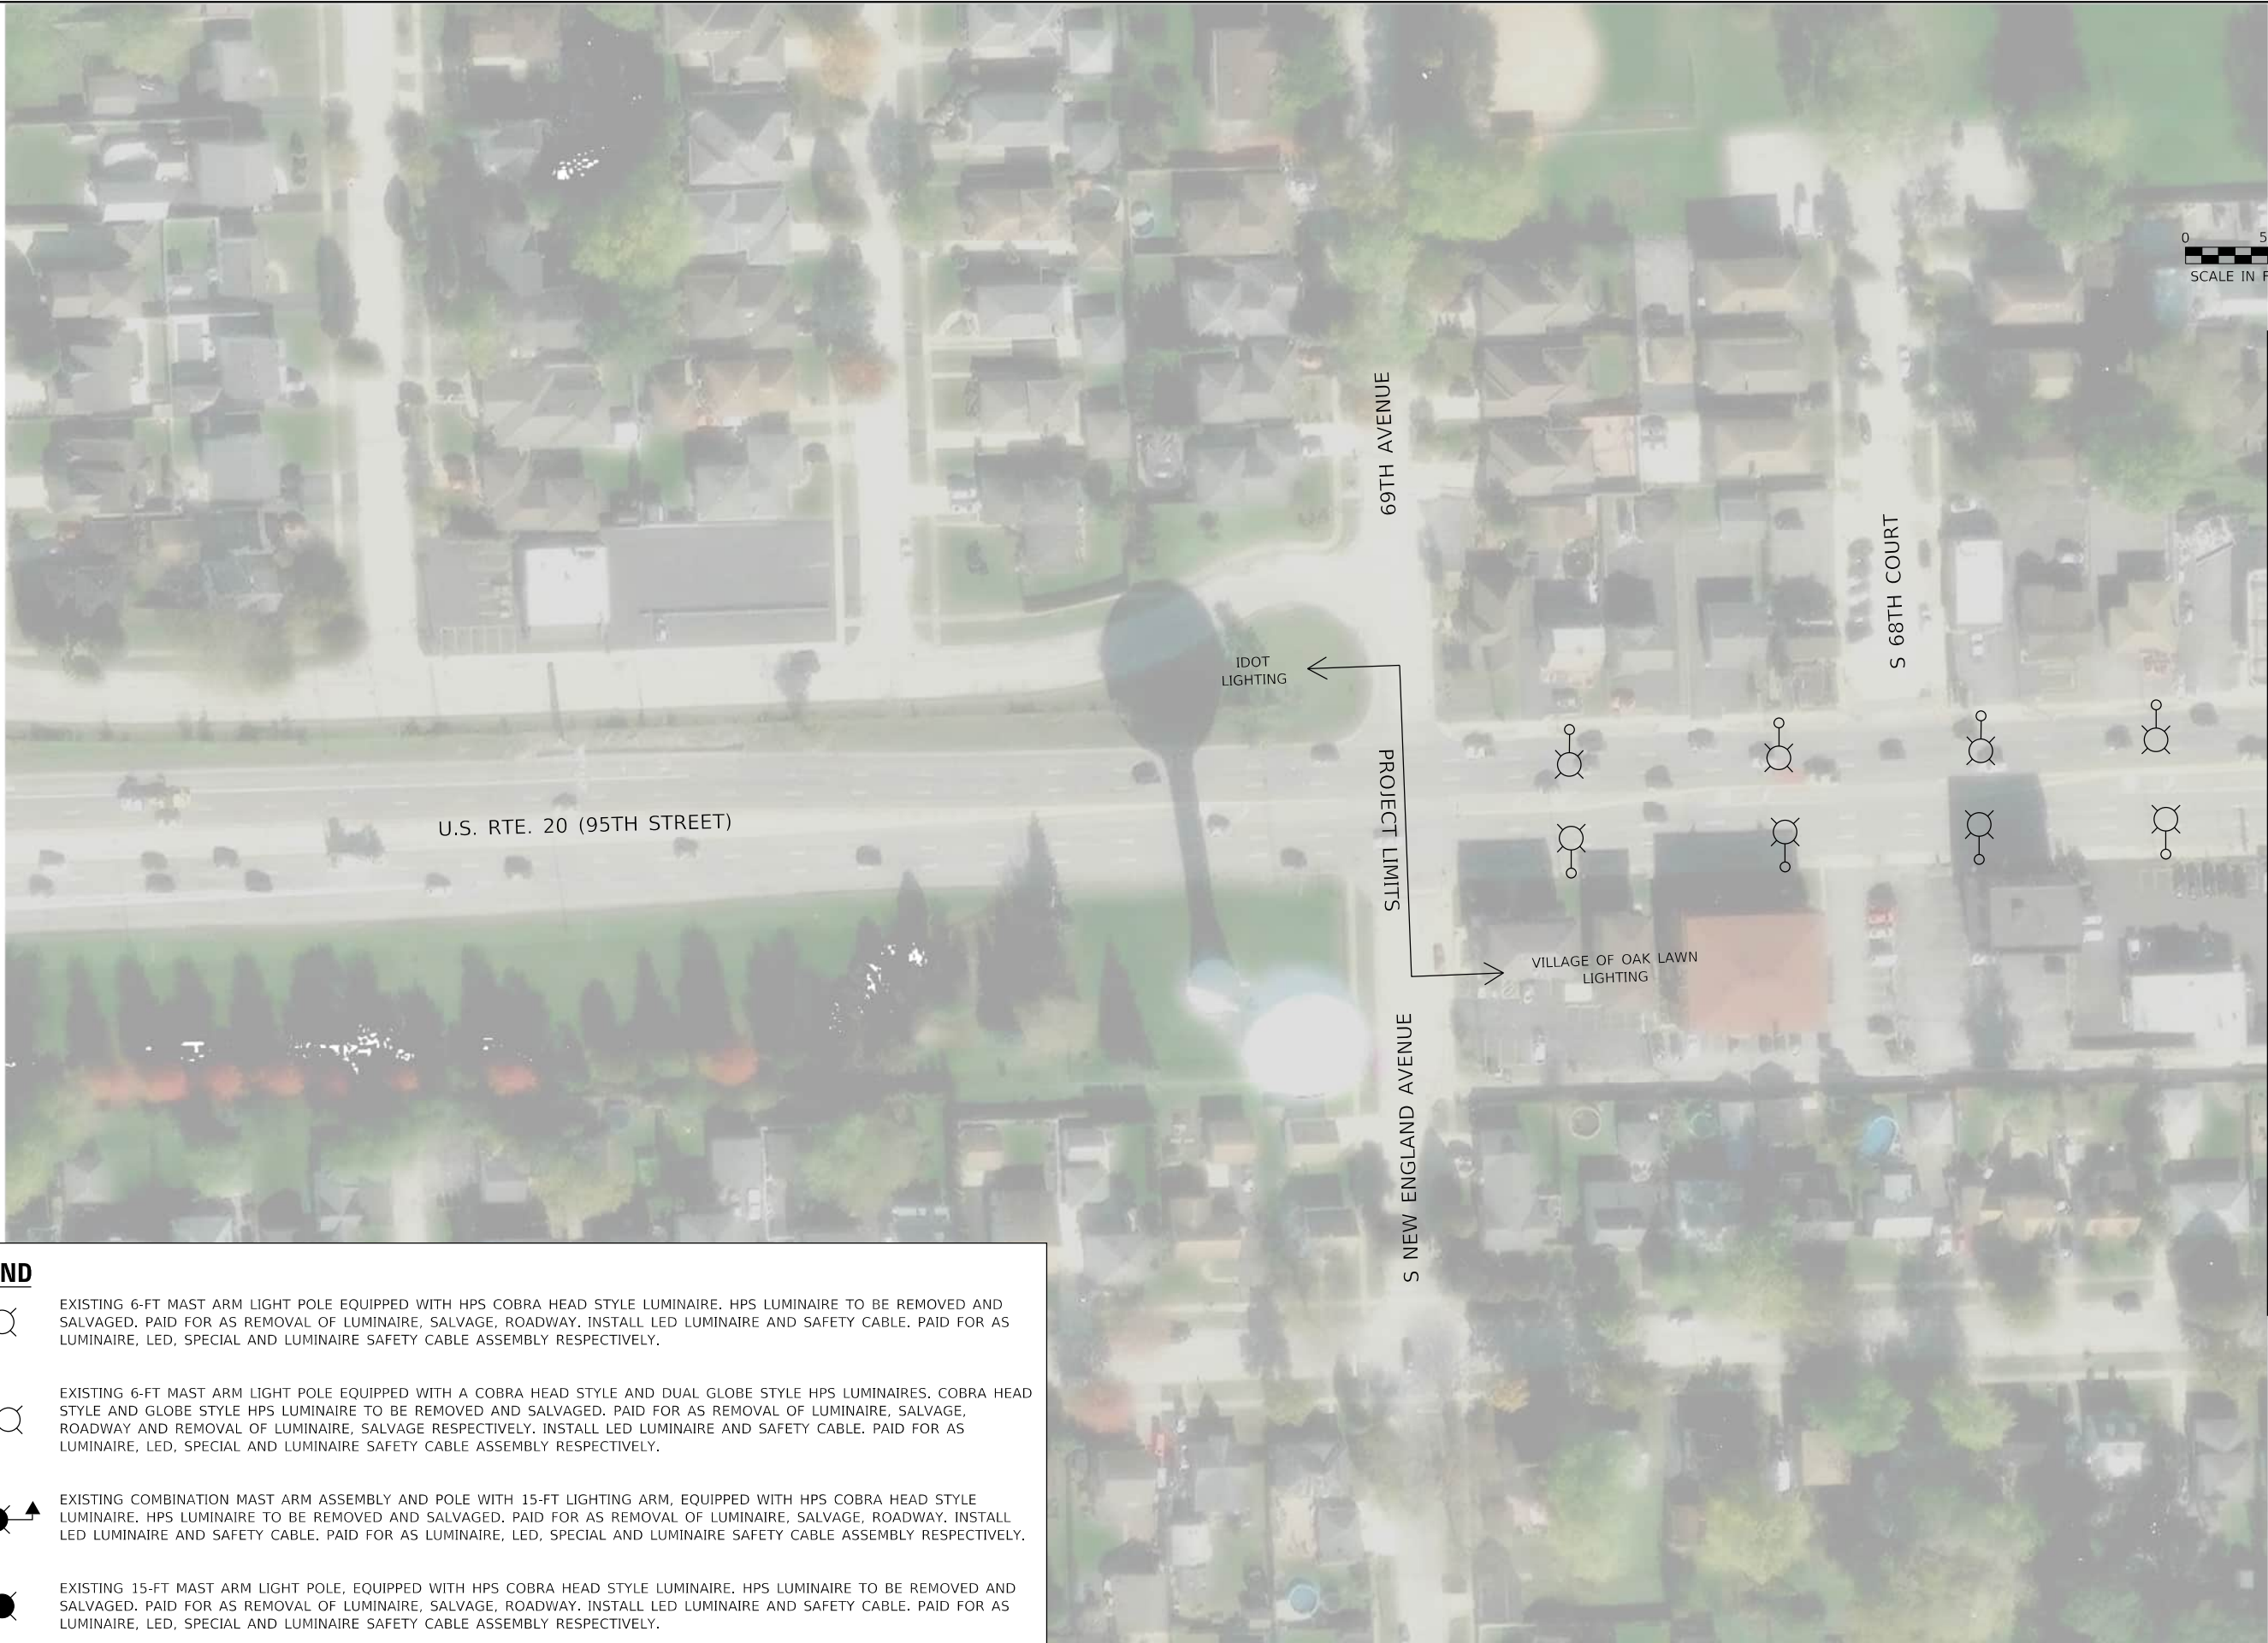 0 5
SCALE IN F
69TH AVENUE
S 68TH COURT
IDOT
LIGHTING
PROJECT LIMITS
U.S. RTE. 20 (95TH STREET)
VILLAGE OF OAK LAWN
LIGHTING
S NEW ENGLAND AVENUE
ND
EXISTING 6-FT MAST ARM LIGHT POLE EQUIPPED WITH HPS COBRA HEAD STYLE LUMINAIRE. HPS LUMINAIRE TO BE REMOVED AND
SALVAGED. PAID FOR AS REMOVAL OF LUMINAIRE, SALVAGE, ROADWAY. INSTALL LED LUMINAIRE AND SAFETY CABLE. PAID FOR AS
LUMINAIRE, LED, SPECIAL AND LUMINAIRE SAFETY CABLE ASSEMBLY RESPECTIVELY.
EXISTING 6-FT MAST ARM LIGHT POLE EQUIPPED WITH A COBRA HEAD STYLE AND DUAL GLOBE STYLE HPS LUMINAIRES. COBRA HEAD
STYLE AND GLOBE STYLE HPS LUMINAIRE TO BE REMOVED AND SALVAGED. PAID FOR AS REMOVAL OF LUMINAIRE, SALVAGE,
ROADWAY AND REMOVAL OF LUMINAIRE, SALVAGE RESPECTIVELY. INSTALL LED LUMINAIRE AND SAFETY CABLE. PAID FOR AS
LUMINAIRE, LED, SPECIAL AND LUMINAIRE SAFETY CABLE ASSEMBLY RESPECTIVELY.
EXISTING COMBINATION MAST ARM ASSEMBLY AND POLE WITH 15-FT LIGHTING ARM, EQUIPPED WITH HPS COBRA HEAD STYLE
LUMINAIRE. HPS LUMINAIRE TO BE REMOVED AND SALVAGED. PAID FOR AS REMOVAL OF LUMINAIRE, SALVAGE, ROADWAY. INSTALL
LED LUMINAIRE AND SAFETY CABLE. PAID FOR AS LUMINAIRE, LED, SPECIAL AND LUMINAIRE SAFETY CABLE ASSEMBLY RESPECTIVELY.
EXISTING 15-FT MAST ARM LIGHT POLE, EQUIPPED WITH HPS COBRA HEAD STYLE LUMINAIRE. HPS LUMINAIRE TO BE REMOVED AND
SALVAGED. PAID FOR AS REMOVAL OF LUMINAIRE, SALVAGE, ROADWAY. INSTALL LED LUMINAIRE AND SAFETY CABLE. PAID FOR AS
LUMINAIRE, LED, SPECIAL AND LUMINAIRE SAFETY CABLE ASSEMBLY RESPECTIVELY.